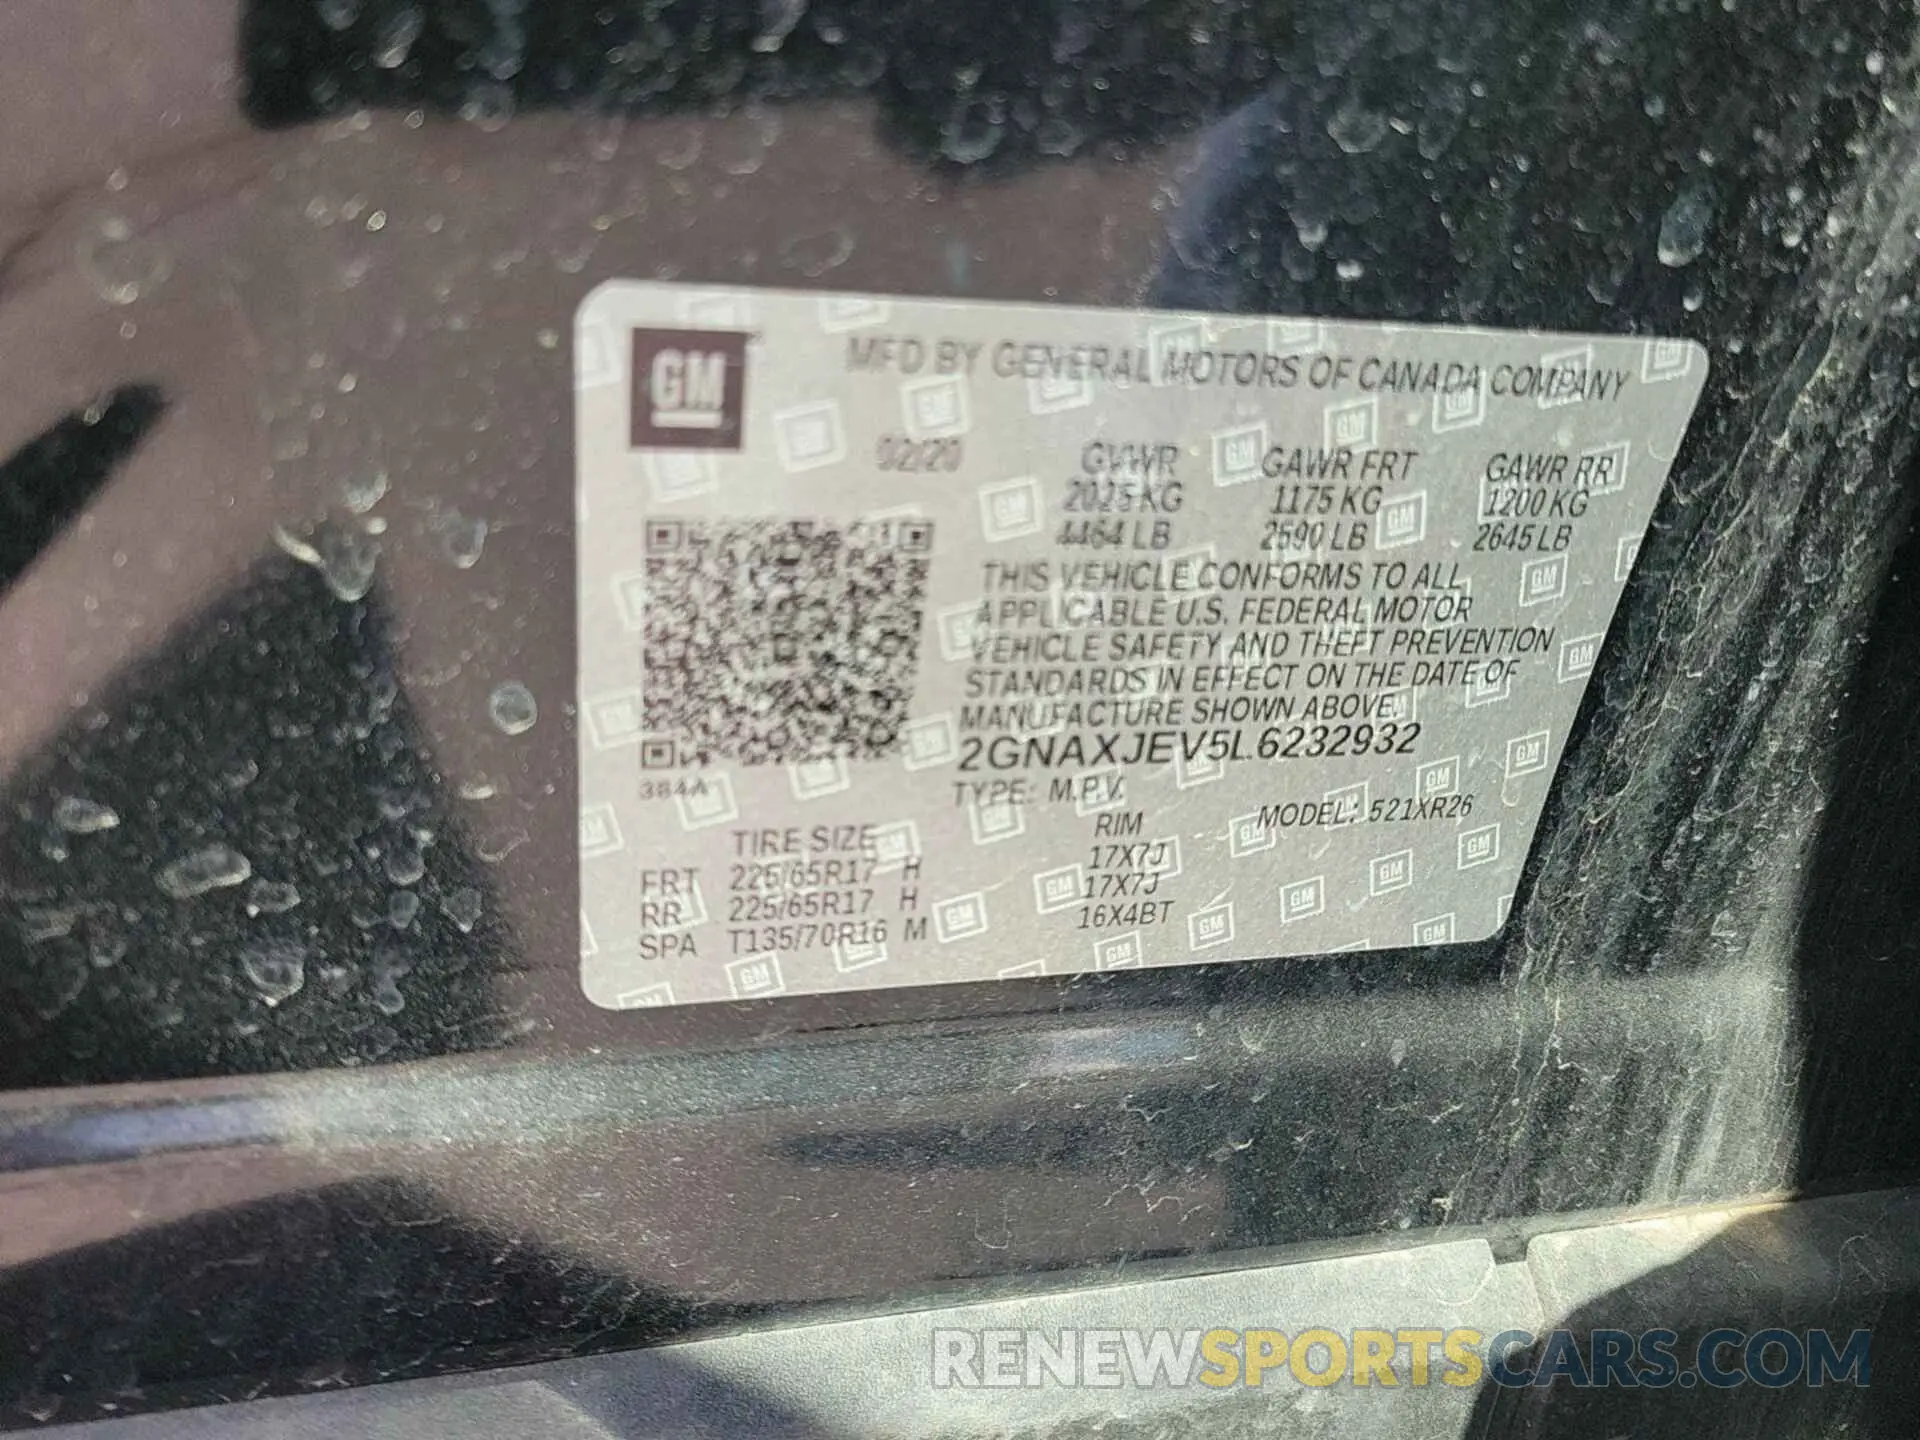 GM
MFD BY GENERAL MOTORS OF CANADA COMPANY
02/20
GVWR GAWR FRT GAWR RR
2025 KG 1175 KG 1200 KG
4464 LB 2590 LB 2645 LB
THIS VEHICLE CONFORMS TO ALL
APPLICABLE U.S. FEDERAL MOTOR
VEHICLE SAFETY AND THEFT PREVENTION
STANDARDS IN EFFECT ON THE DATE OF
MANUFACTURE SHOWN ABOVE.
2GNAXJEV5L6232932
384A
TYPE: M.P.V.
MODEL: 521XR26
TIRE SIZE RIM
FRT 225/65R17 H 17X7J
RR 225/65R17 H 17X7J
SPA T135/70R16 M 16X4BT
RENEWSPORTSCARS.COM